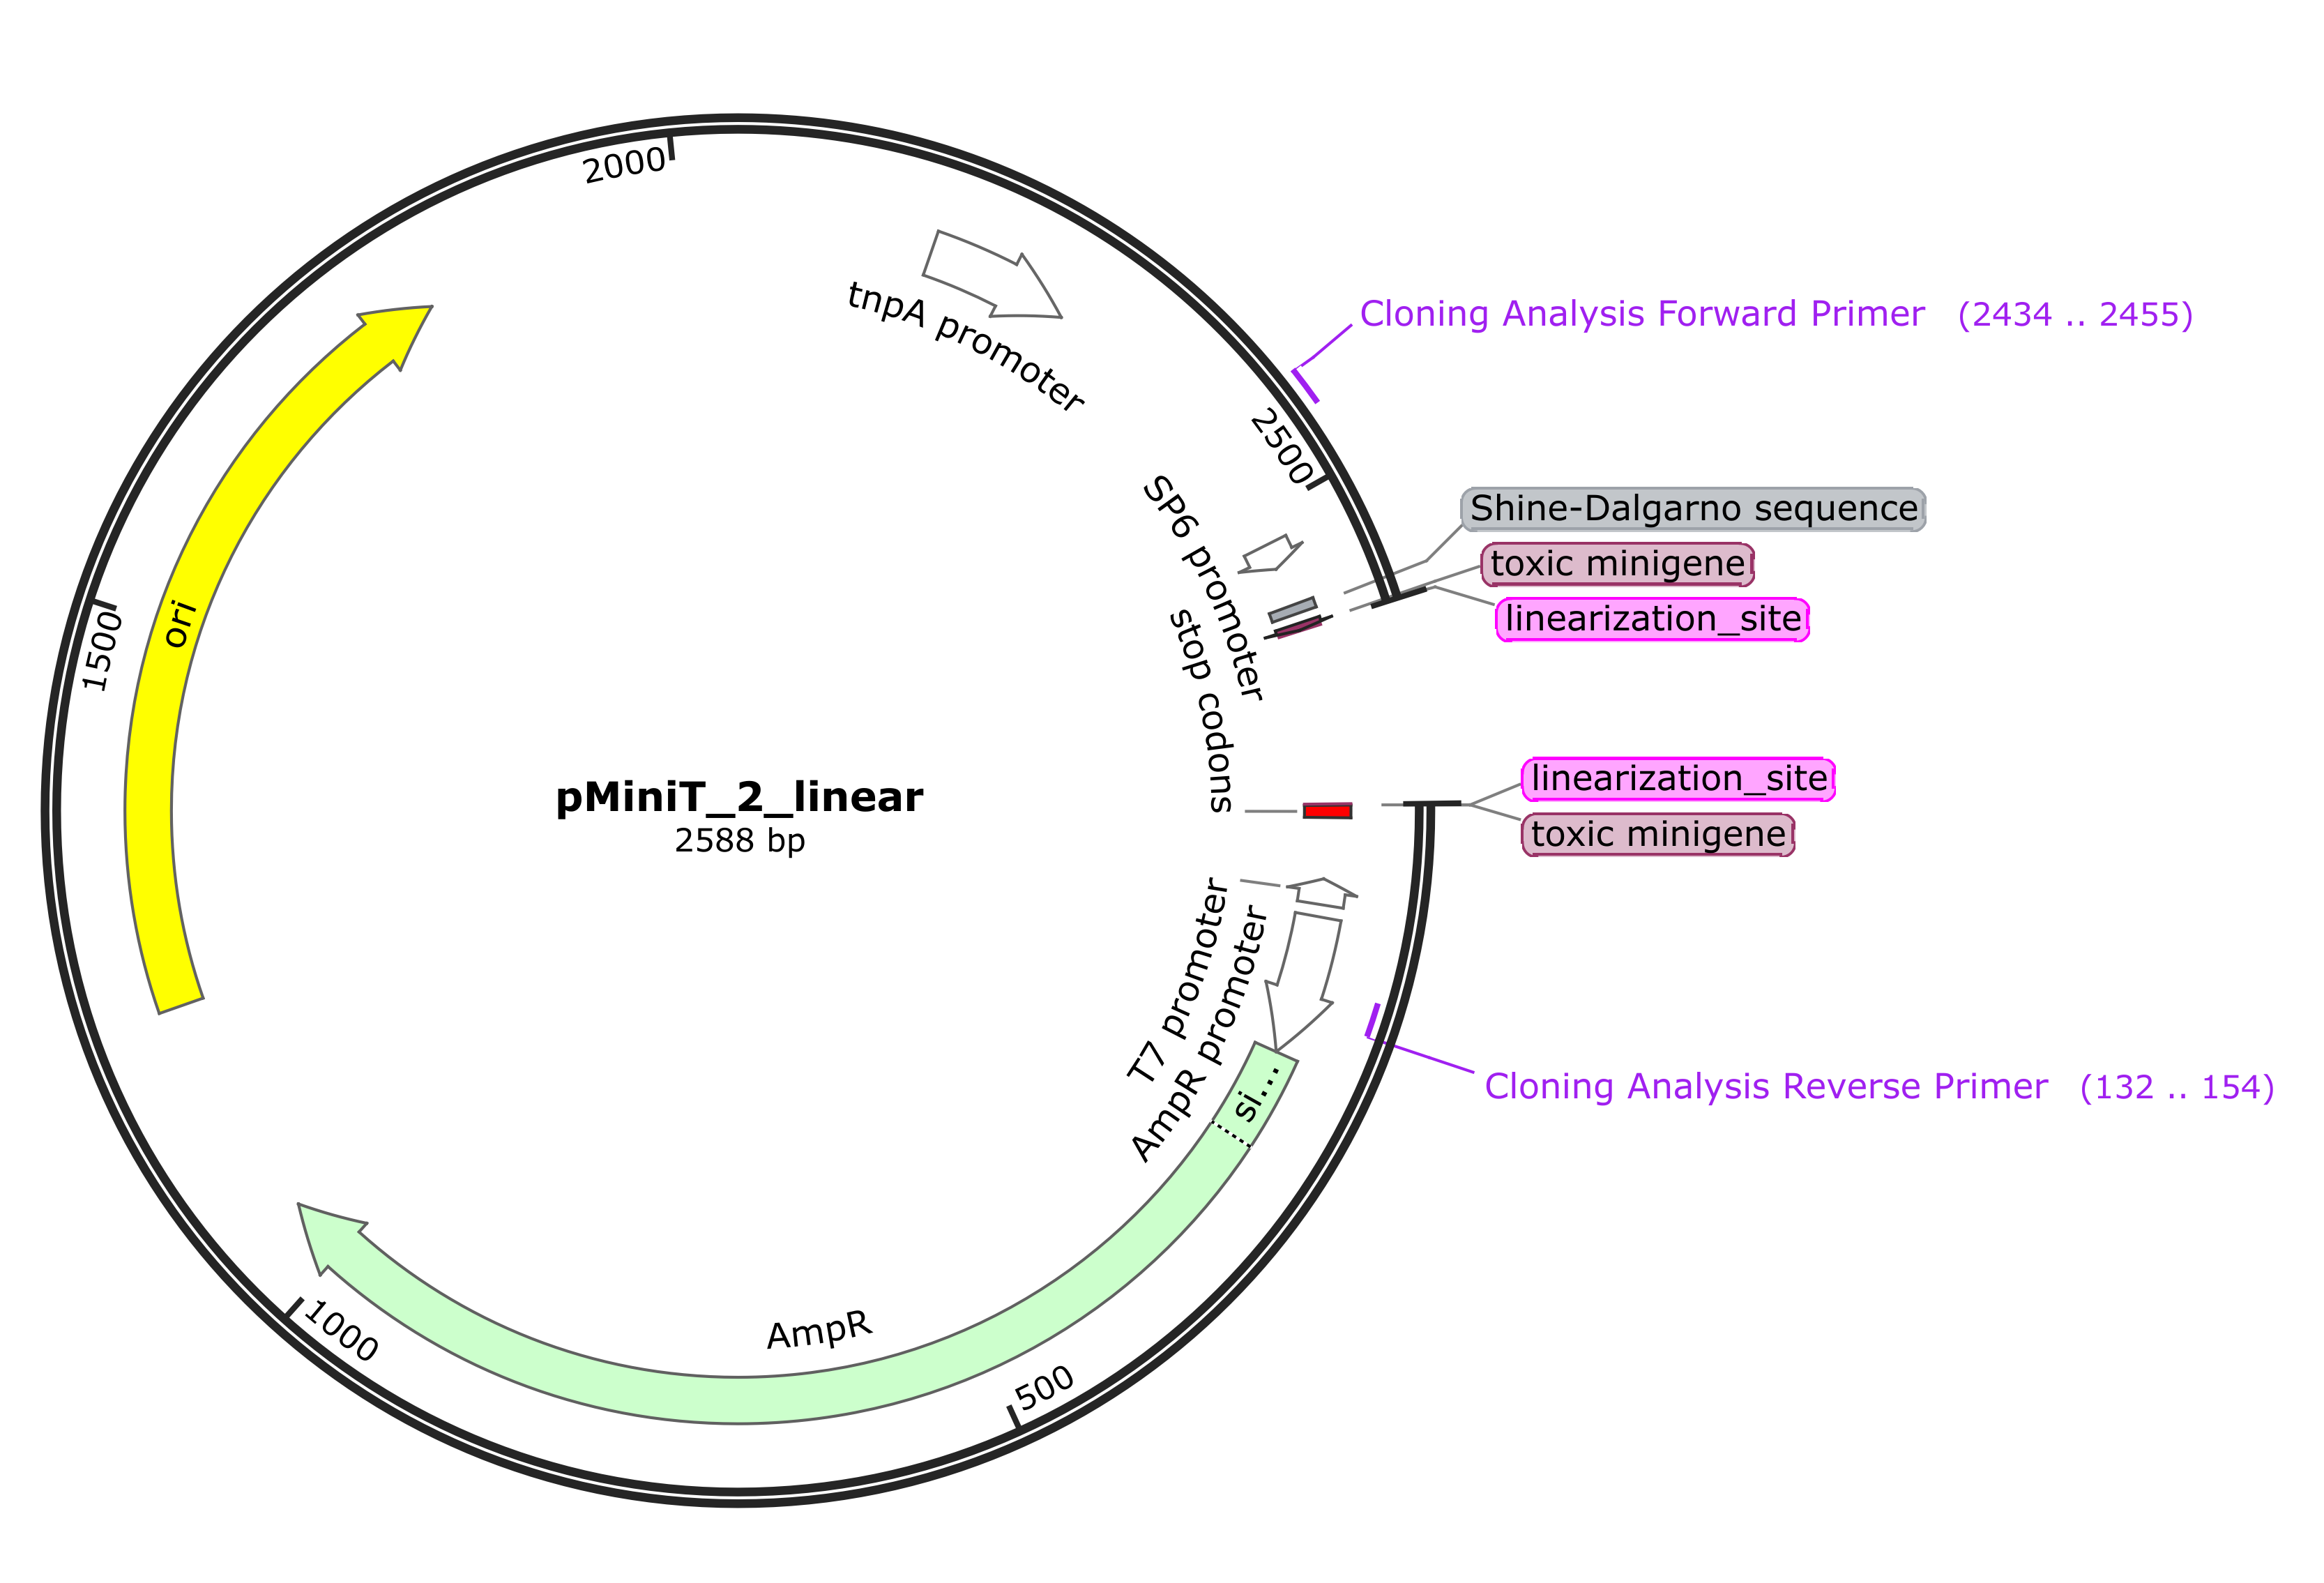 2000
tnpA promoter
Cloning Analysis Forward Primer (2434 .. 2455)
2500
SP6 promoter
Shine-Dalgarno sequence
toxic minigene
linearization_site
stop codons
1500
ori
pMiniT_2_linear
2588 bp
linearization_site
toxic minigene
T7 promoter
AmpR promoter
Cloning Analysis Reverse Primer (132 .. 154)
si...
AmpR
1000
500